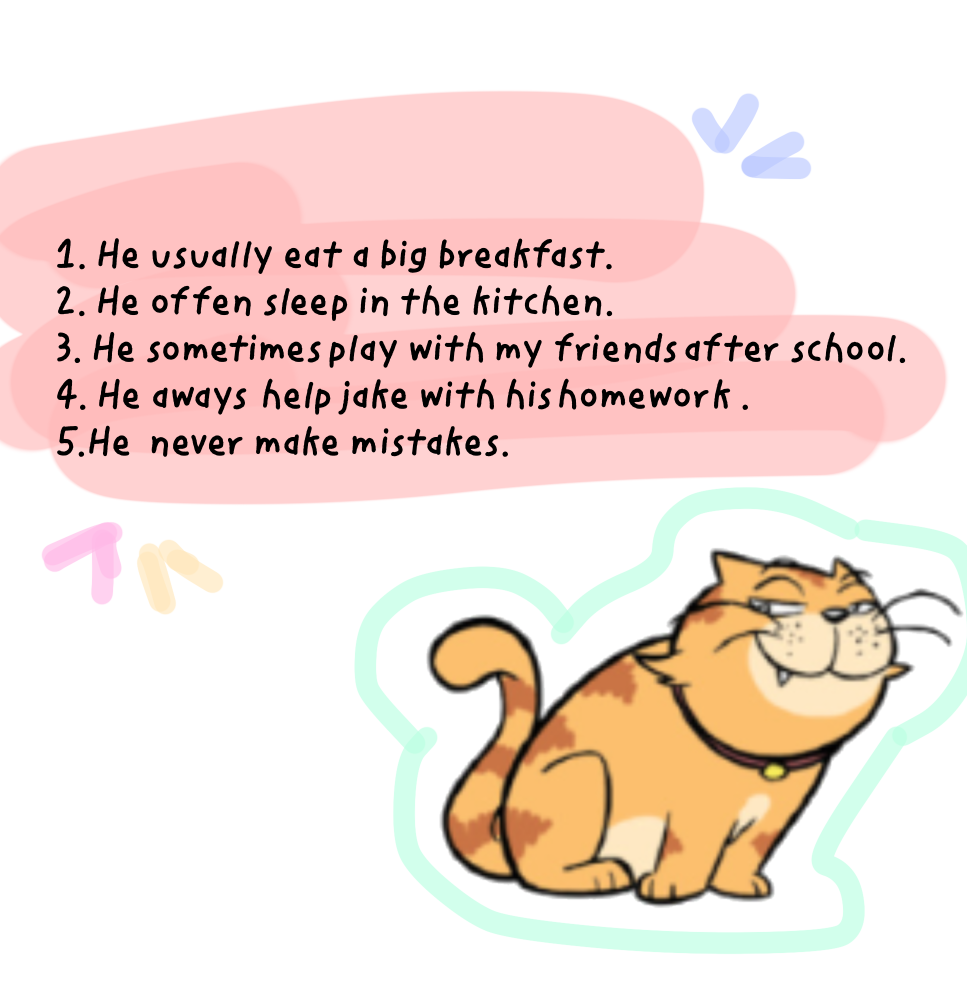 1. He usually eat a big breakfast.
2. He offen sleep in the kitchen.
3. He sometimes play with my friends after school.
4. He aways help jake with his homework .
5.He never make mistakes.